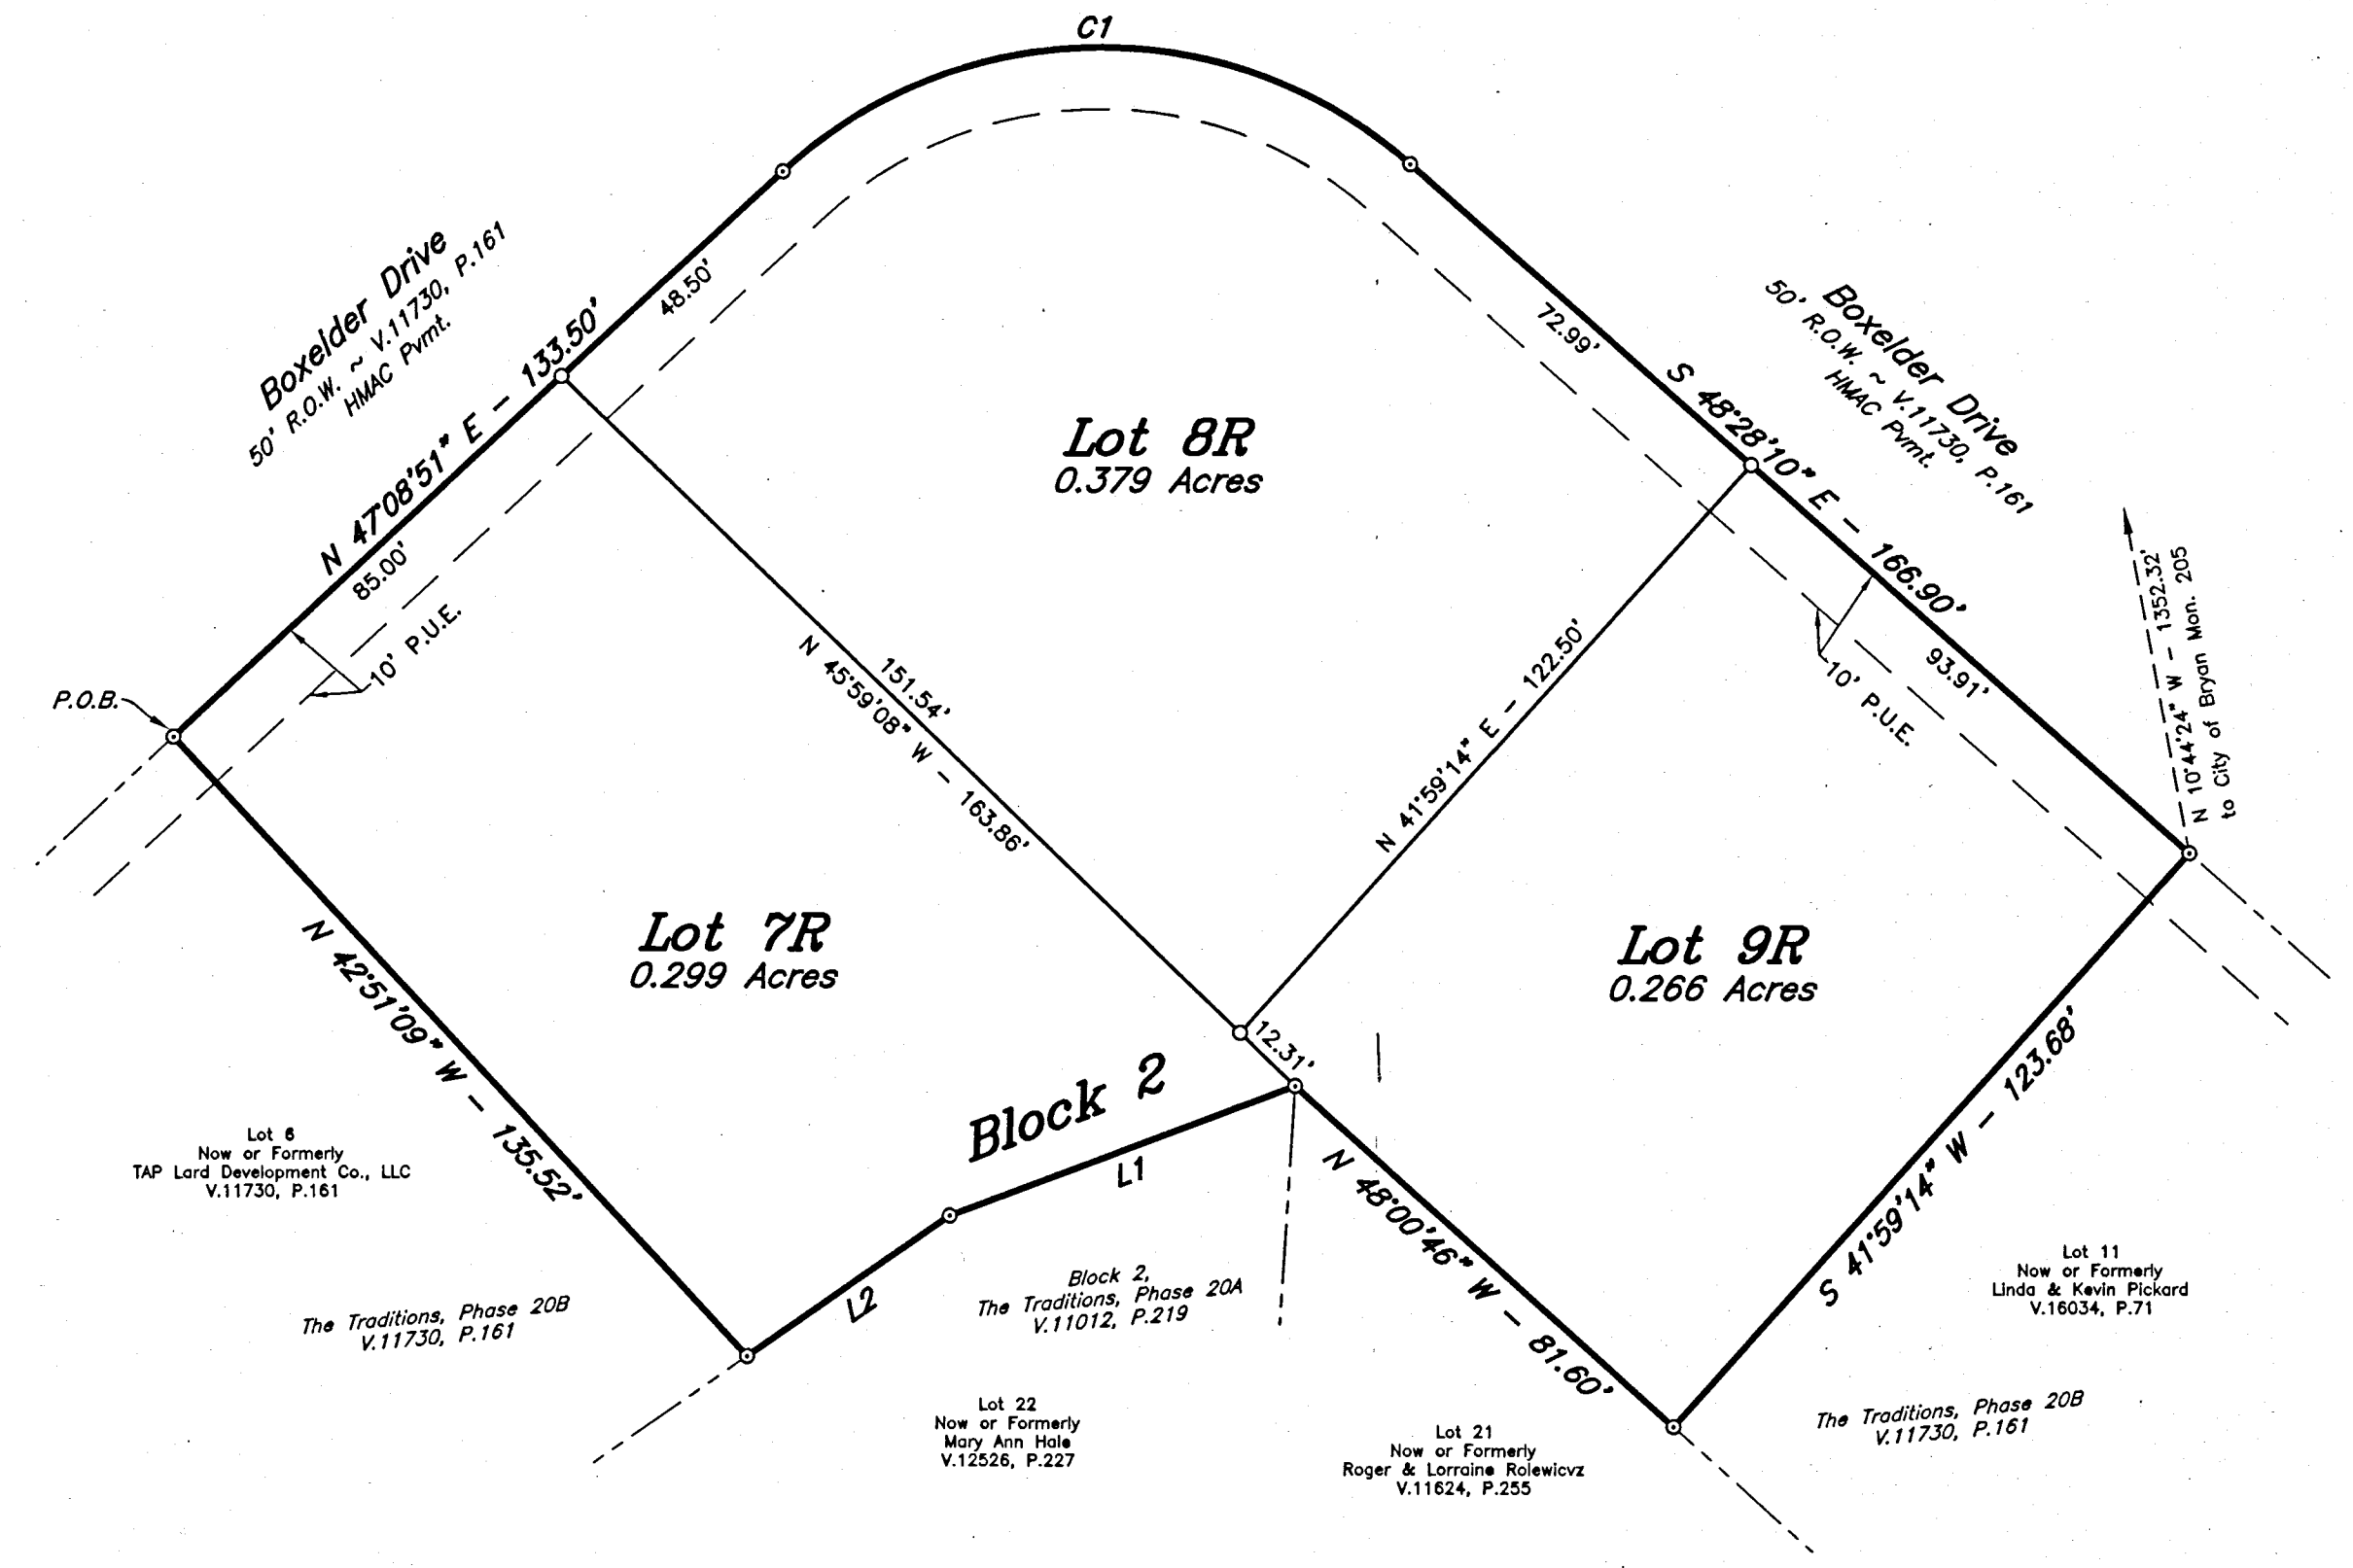 C1
Boxelder Drive
50' R.O.W. ~ V.11730, P.161
HMAC Pvmt.
48.50'
N 47°08'51" E - 133.50'
85.00'
10' P.U.E.
P.O.B.
72.99'
Boxelder Drive
50' R.O.W. ~ V.11730, P.161
HMAC Pvmt.
S 48°28'10" E - 166.90'
93.91'
10' P.U.E.
N 10°44'24" W - 1352.32'
to City of Bryan Mon. 205
Lot 8R
0.379 Acres
151.54'
N 45°59'08" W - 163.86'
N 41°59'14" E - 122.50'
Lot 7R
0.299 Acres
Lot 9R
0.266 Acres
12.31'
Block 2
L1
L2
N 42°51'09" W - 135.52'
N 48°00'46" W - 81.60'
S 41°59'14" W - 123.68'
Lot 6
Now or Formerly
TAP Lard Development Co., LLC
V.11730, P.161
The Traditions, Phase 20B
V.11730, P.161
Block 2,
The Traditions, Phase 20A
V.11012, P.219
Lot 22
Now or Formerly
Mary Ann Hale
V.12526, P.227
Lot 21
Now or Formerly
Roger & Lorraine Rolewicvz
V.11624, P.255
Lot 11
Now or Formerly
Linda & Kevin Pickard
V.16034, P.71
The Traditions, Phase 20B
V.11730, P.161